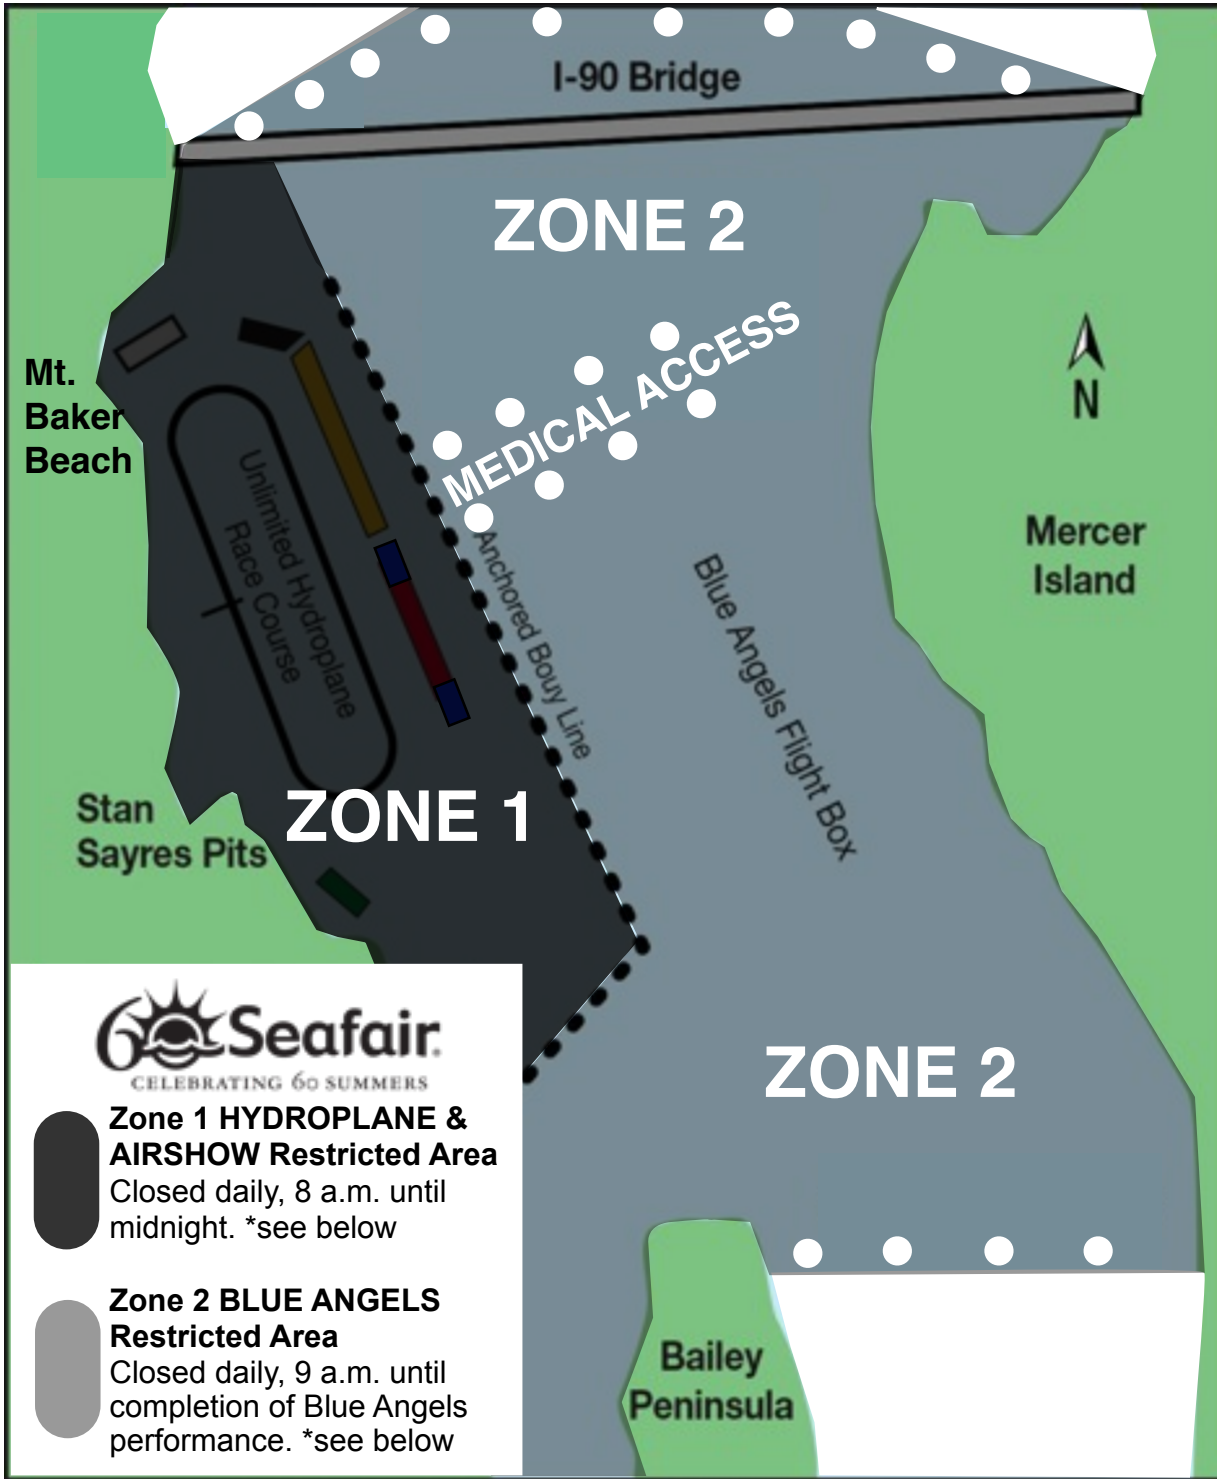 I-90 Bridge
ZONE 2
MEDICAL ACCESS
Mt.
Baker
Beach
N
Unlimited Hydroplane
Race Course
Anchored Bouy Line
Blue Angels Flight Box
Mercer
Island
Stan
Sayres Pits
ZONE 1
ZONE 2
60 Seafair
CELEBRATING 60 SUMMERS
Zone 1 HYDROPLANE &
AIRSHOW Restricted Area
Closed daily, 8 a.m. until
midnight. *see below
Zone 2 BLUE ANGELS
Restricted Area
Closed daily, 9 a.m. until
completion of Blue Angels
performance. *see below
Bailey
Peninsula